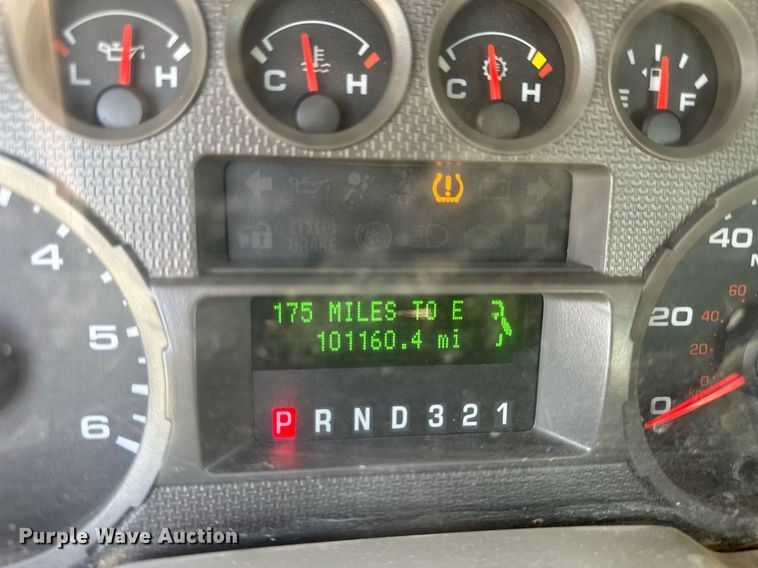 L H
C H
C H
E F
BRAKE
175 MILES TO E
101160.4 mi
P R N D 3 2 1
4
5
6
40
20
0
40
20
0
Purple Wave Auction